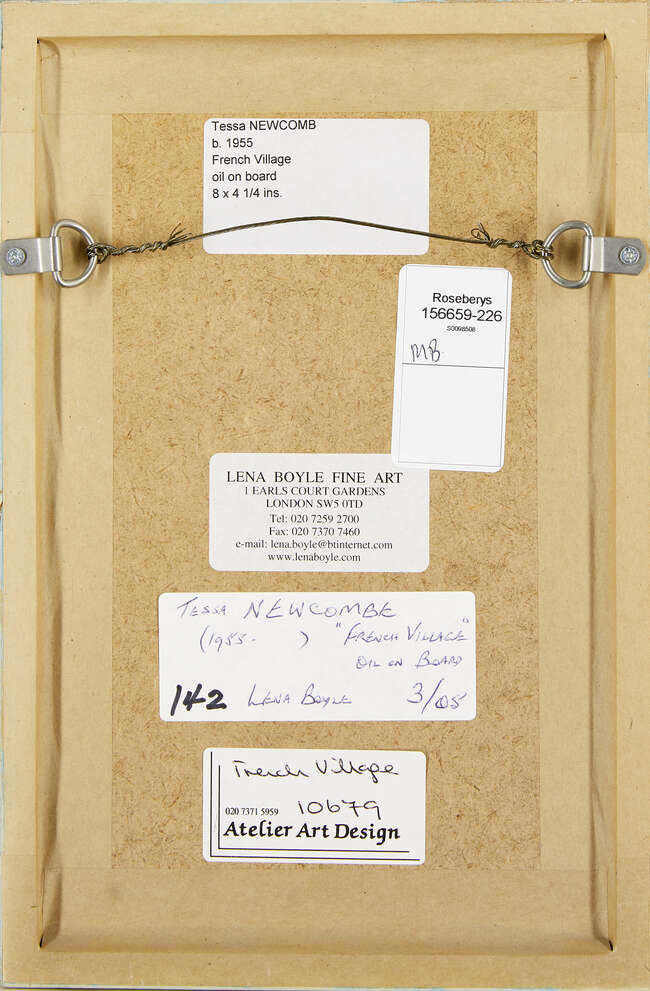 Tessa NEWCOMB
b. 1955
French Village
oil on board
8 x 4 1/4 ins.
Roseberys
156659-226
S0098508
MB
LENA BOYLE FINE ART
1 EARLS COURT GARDENS
LONDON SW5 0TD
Tel: 020 7259 2700
Fax: 020 7370 7460
e-mail: lena.boyle@btinternet.com
www.lenaboyle.com
TESSA NEWCOMBE
(1955- ) "FRENCH VILLAGE"
OIL ON BOARD
142 LENA BOYLE 3/05
French Village
020 7371 5959 10679
Atelier Art Design